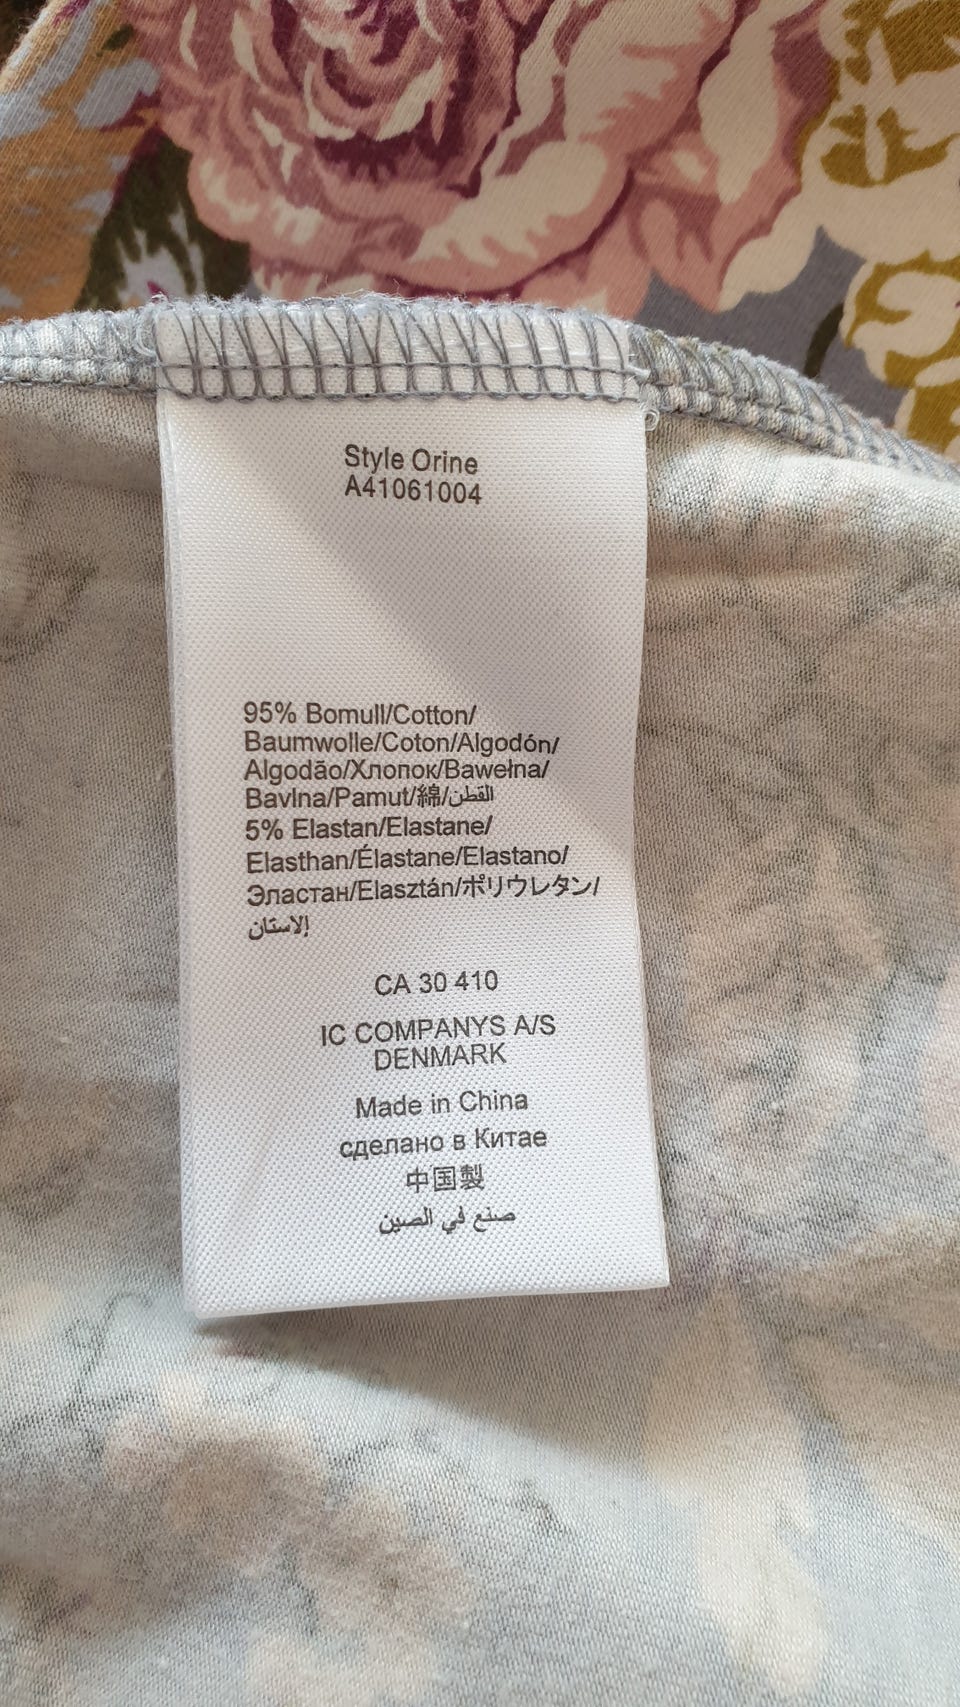 Style Orine
A41061004
95% Bomull/Cotton/
Baumwolle/Coton/Algodón/
Algodão/Хлопок/Bawełna/
Bavlna/Pamut/綿/القطن
5% Elastan/Elastane/
Elasthan/Élastane/Elastano/
Эластан/Elasztán/ポリウレタン/
إلاستان
CA 30 410
IC COMPANYS A/S
DENMARK
Made in China
сделано в Китае
中国製
صنع في الصين